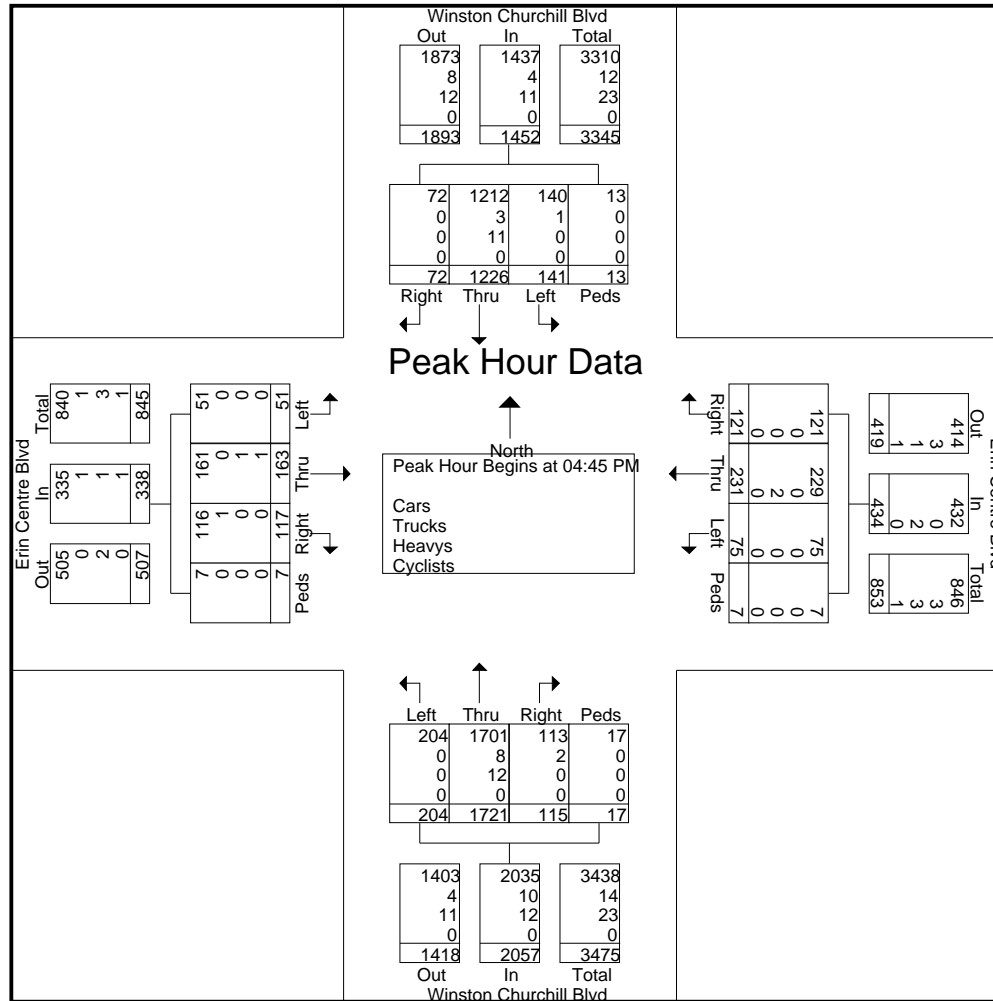 Winston Churchill Blvd
Out In Total
1873 1437 3310
8 4 12
12 11 23
0 0 0
1893 1452 3345
72 1212 140 13
0 3 1 0
0 11 0 0
0 0 0 0
72 1226 141 13
Right Thru Left Peds
Peak Hour Data
Erin Centre Blvd
Out In Total
505 335 840
0 1 1
2 1 3
0 1 1
507 338 845
7 116 161 51
0 1 0 0
0 0 1 0
0 0 1 0
7 117 163 51
Peds Right Thru Left
North
Peak Hour Begins at 04:45 PM
Cars
Trucks
Heavys
Cyclists
Erin Centre Blvd
Out In Total
414 432 846
3 0 3
1 2 3
1 0 1
419 434 853
121 229 75 7
0 0 0 0
0 2 0 0
0 0 0 0
121 231 75 7
Right Thru Left Peds
Left Thru Right Peds
204 1701 113 17
0 8 2 0
0 12 0 0
0 0 0 0
204 1721 115 17
1403 2035 3438
4 10 14
11 12 23
0 0 0
1418 2057 3475
Out In Total
Winston Churchill Blvd